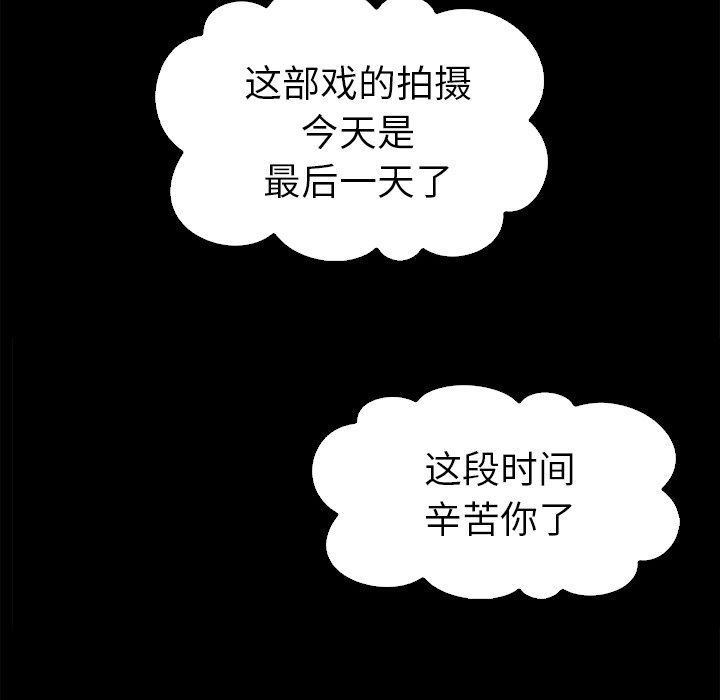 这部戏的拍摄
今天是
最后一天了
这段时间
辛苦你了